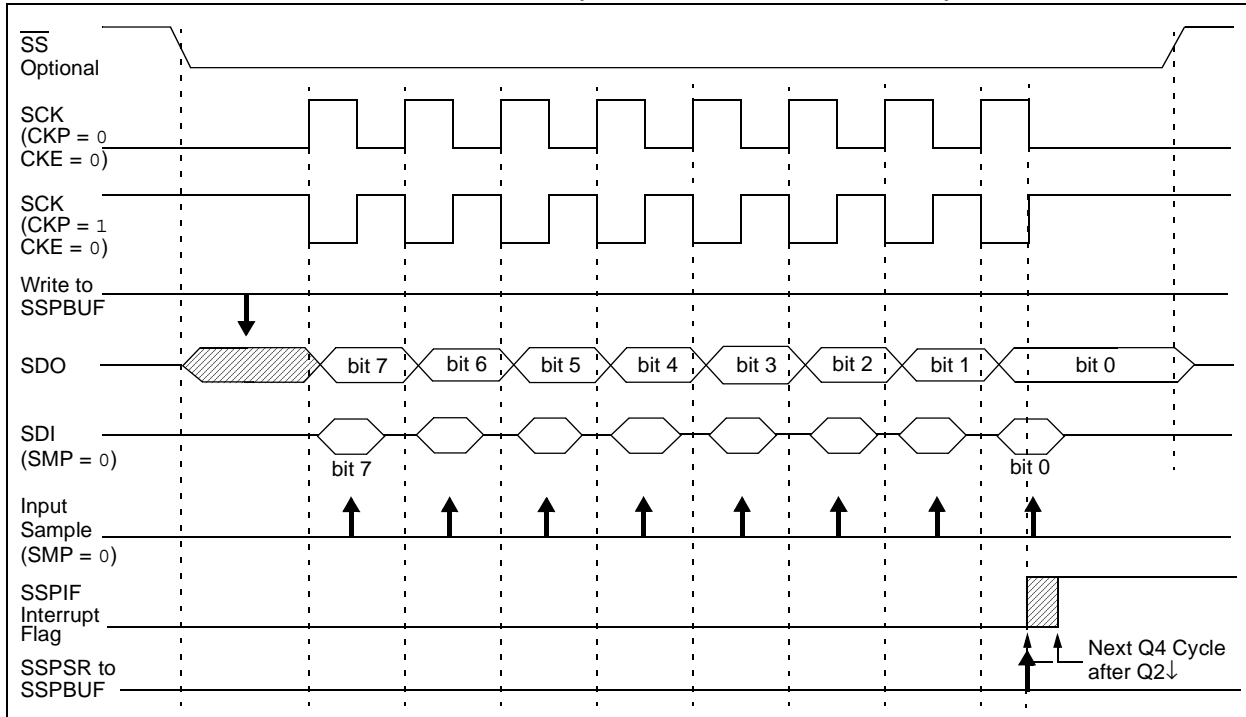 SS
Optional
SCK
(CKP = 0
CKE = 0)
SCK
(CKP = 1
CKE = 0)
Write to
SSPBUF
SDO
bit 7
bit 6
bit 5
bit 4
bit 3
bit 2
bit 1
bit 0
SDI
(SMP = 0)
bit 7
bit 0
Input
Sample
(SMP = 0)
SSPIF
Interrupt
Flag
Next Q4 Cycle
after Q2↓
SSPSR to
SSPBUF